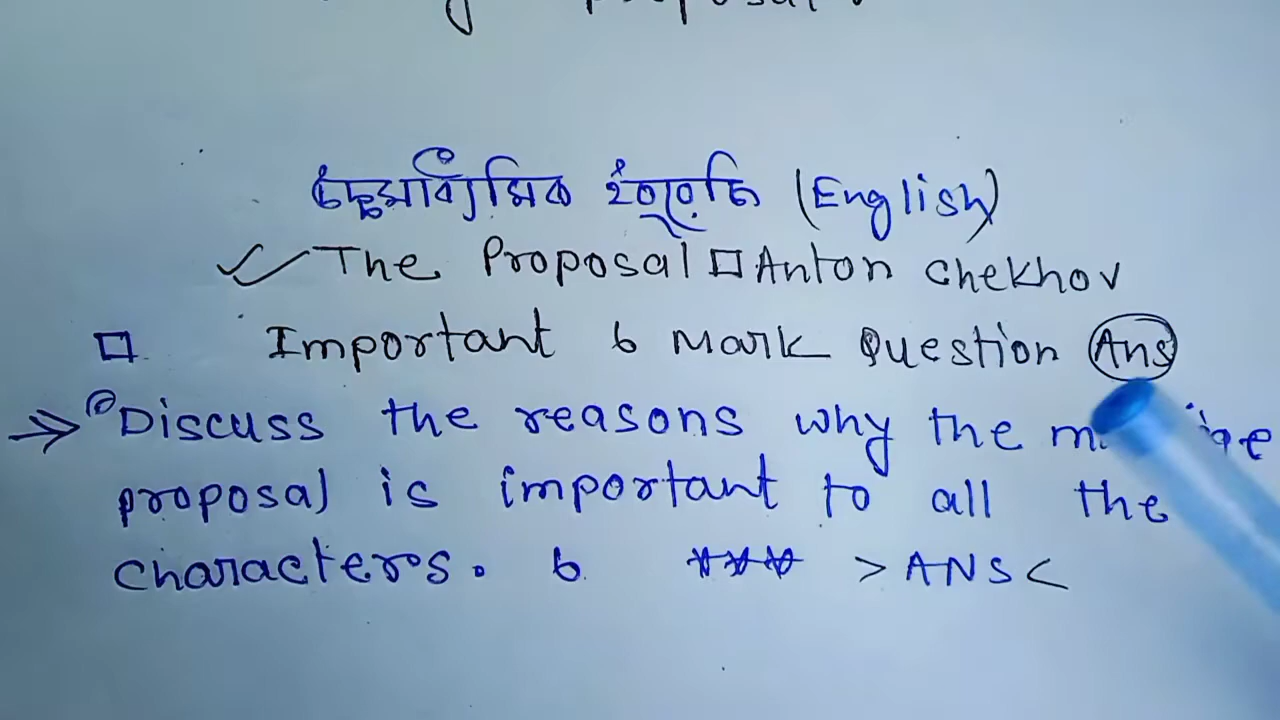 proposal.
উচ্চমাধ্যমিক ইংরেজি (English)
The Proposal □ Anton Chekhov
□ Important 6 Mark Question Ans
Discuss the reasons why the
proposal is important to all the
characters. 6 *** >ANS<